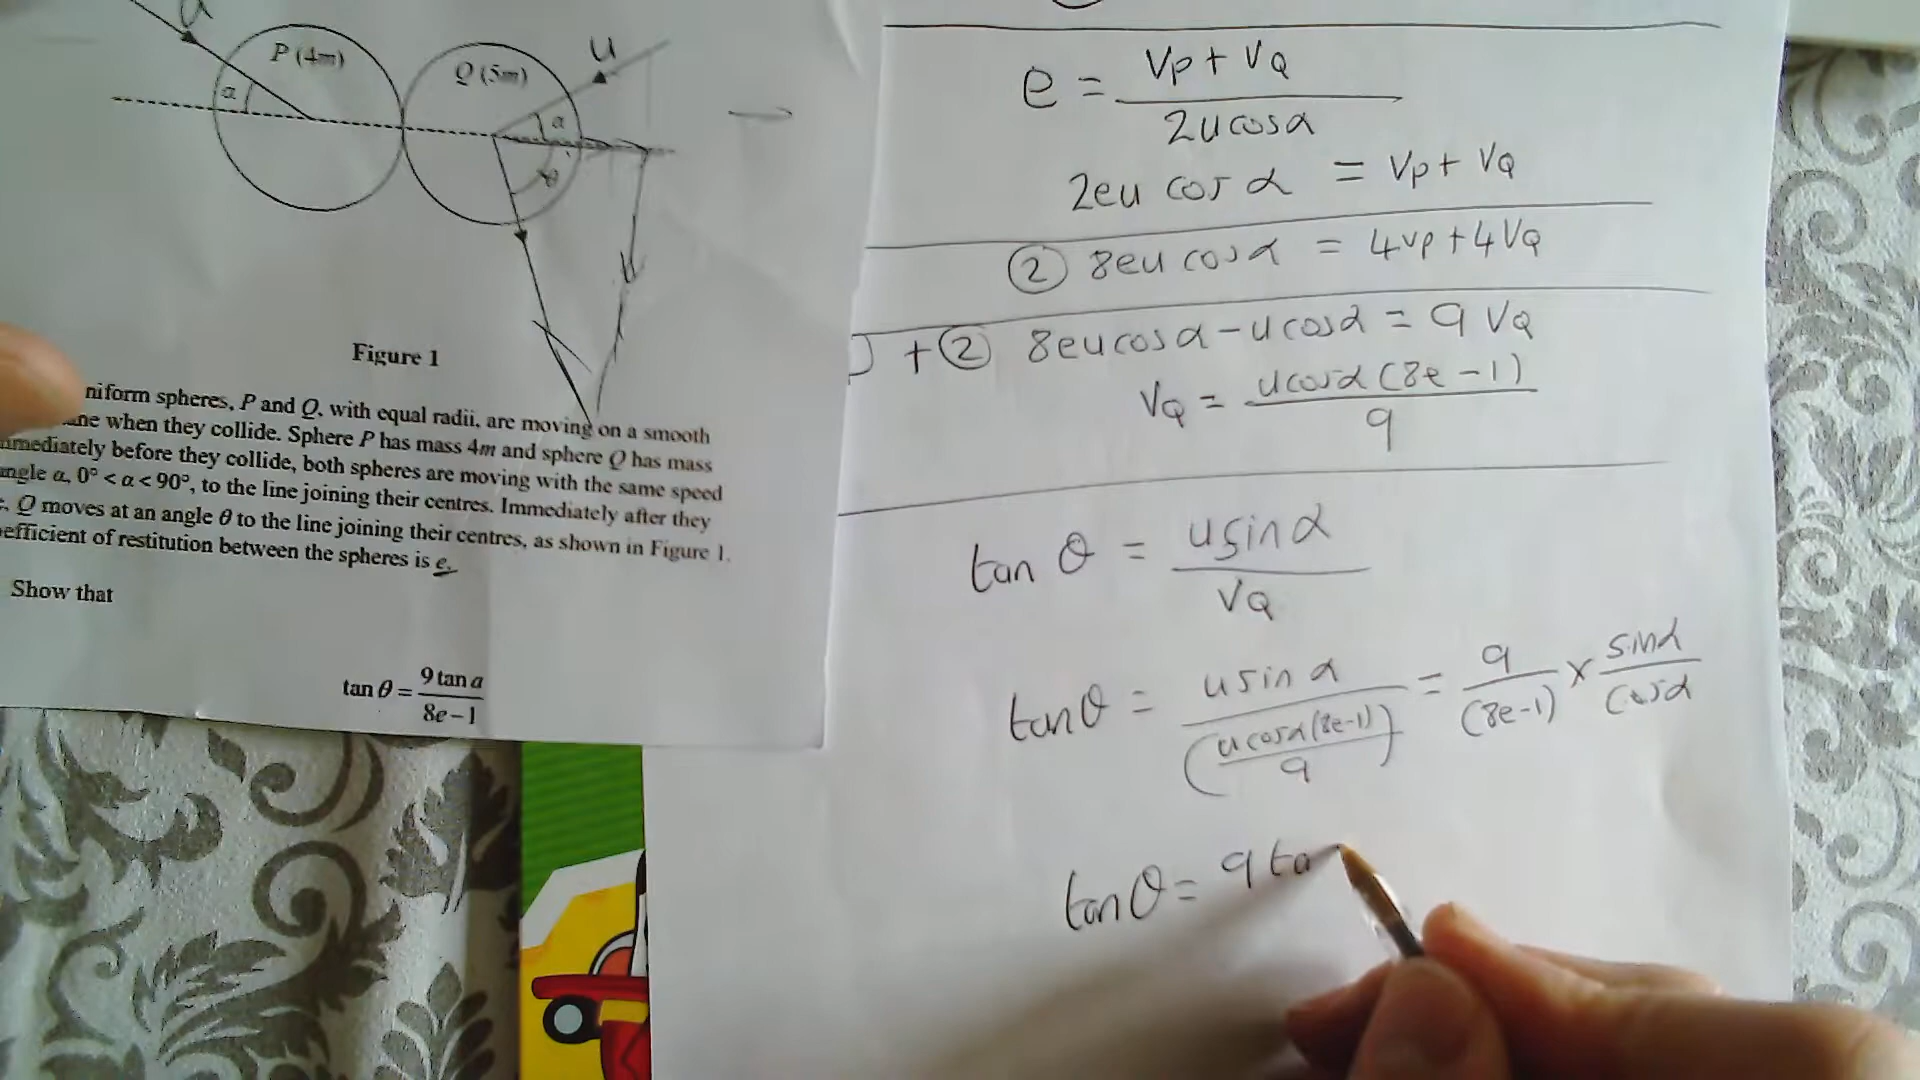 u
P (4m)
Q (5m)
u
α
α
θ
Figure 1
niform spheres, P and Q, with equal radii, are moving on a smooth
ne when they collide. Sphere P has mass 4m and sphere Q has mass
mmediately before they collide, both spheres are moving with the same speed
angle α, 0° < α < 90°, to the line joining their centres. Immediately after they
, Q moves at an angle θ to the line joining their centres, as shown in Figure 1.
efficient of restitution between the spheres is e.
Show that
tan θ = 9 tan α / 8e − 1
e = Vp + VQ / 2u cos α
2eu cos α = Vp + VQ
② 8eu cos α = 4Vp + 4VQ
+ ② 8eu cos α − u cos α = 9 VQ
VQ = u cos α (8e − 1) / 9
tan θ = u sin α / VQ
tan θ = u sin α / (u cos α (8e−1) / 9) = 9 / (8e−1) × sin α / cos α
tan θ = 9 ta